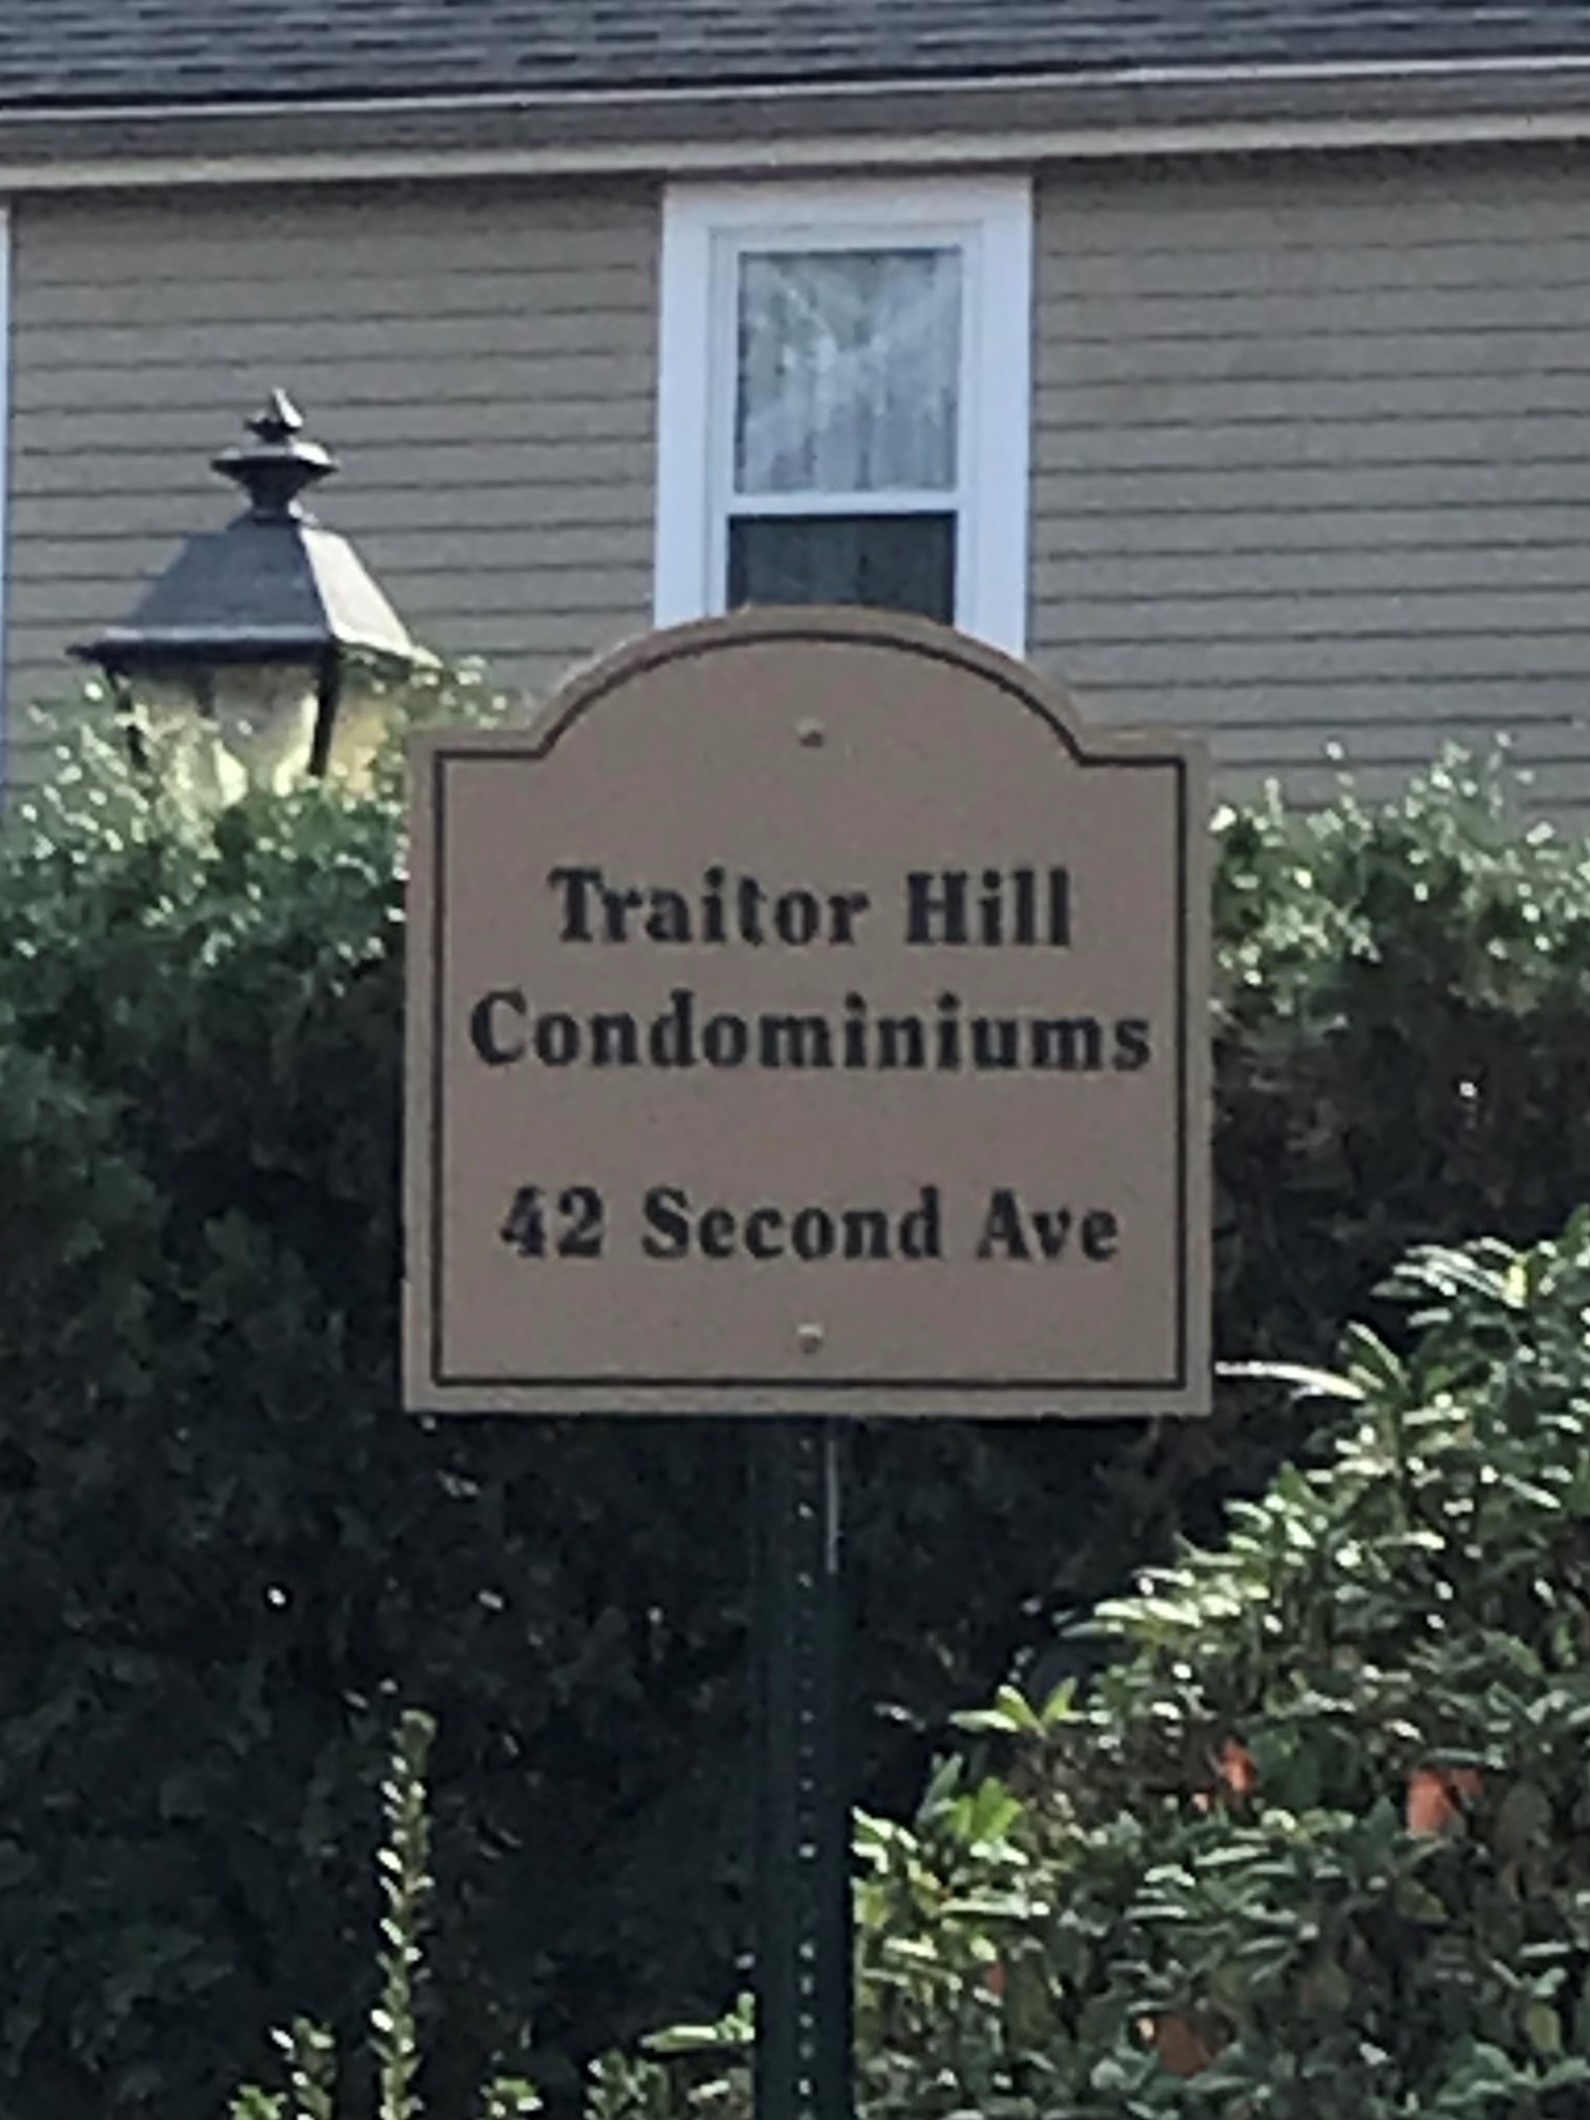 Traitor Hill
Condominiums
42 Second Ave